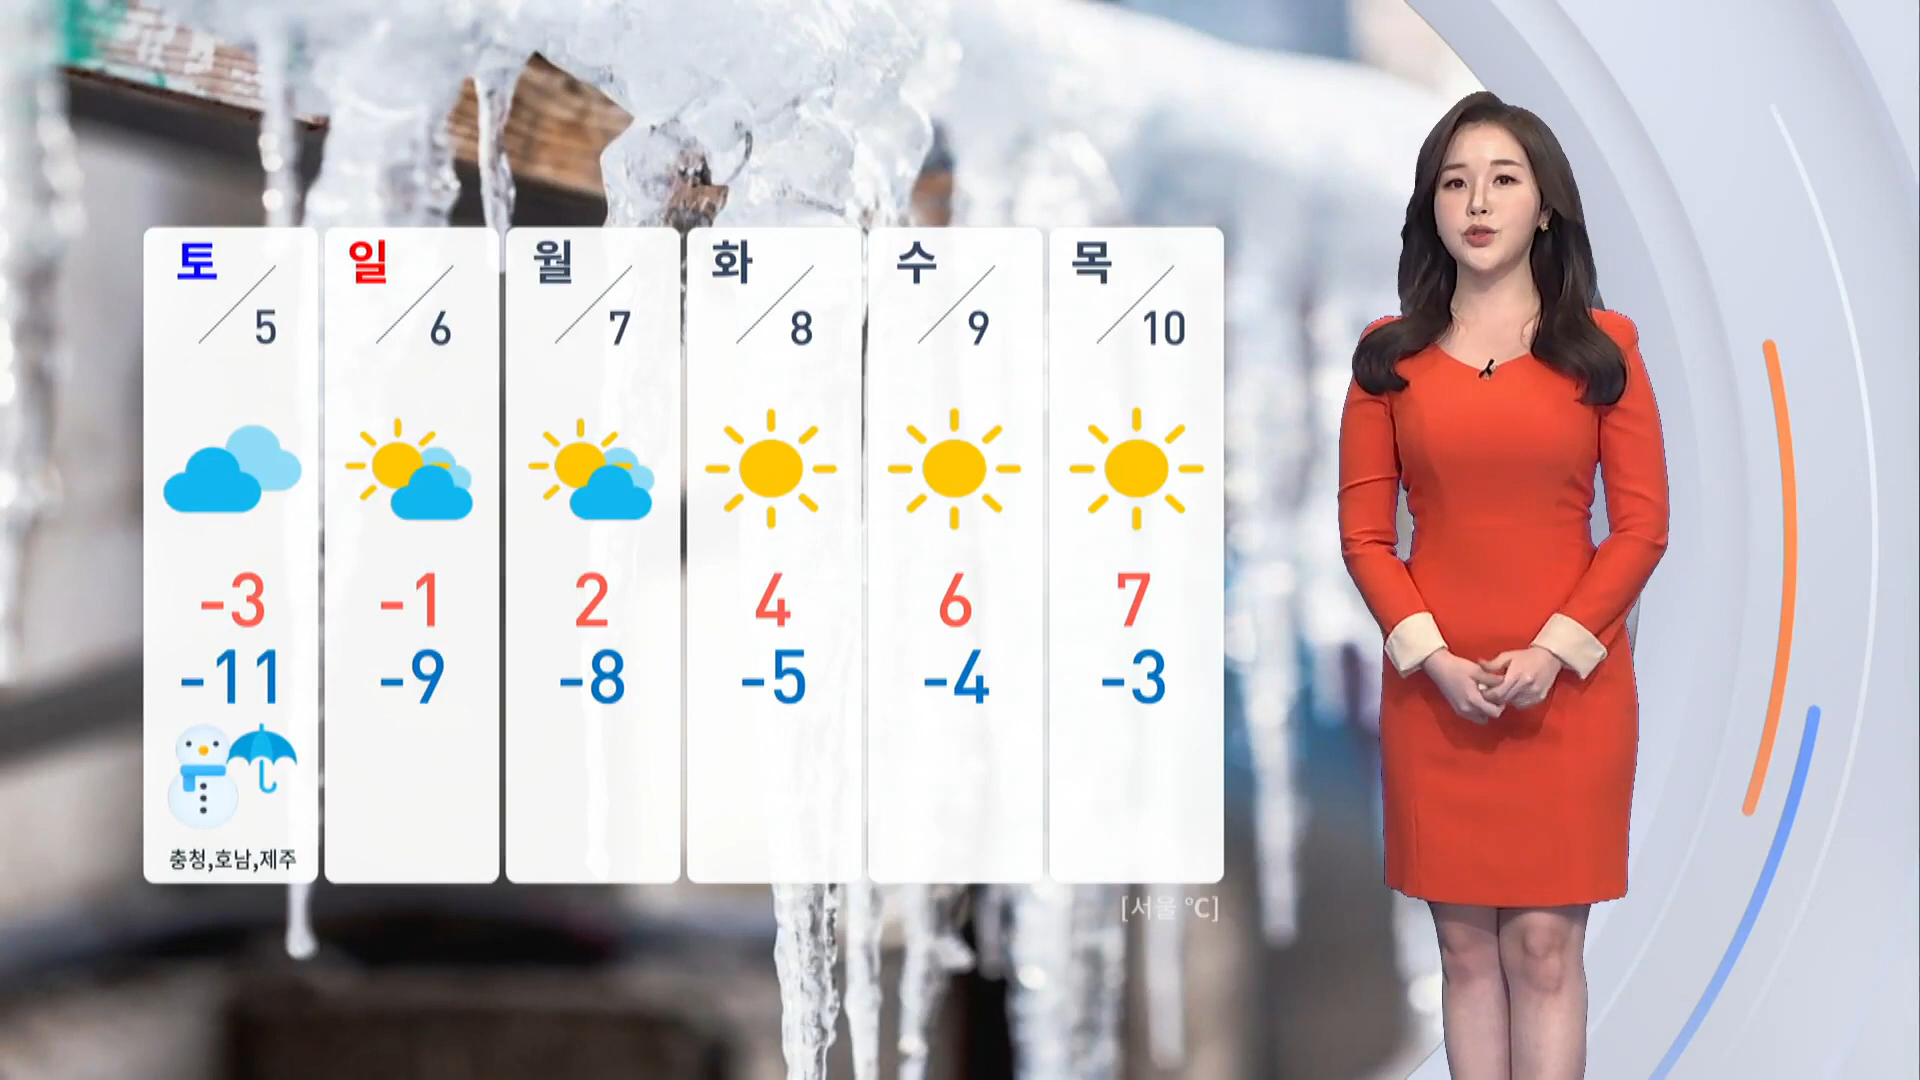 토 일 월 화 수 목
5 6 7 8 9 10
-3 -1 2 4 6 7
-11 -9 -8 -5 -4 -3
충청,호남,제주
[서울 ℃]